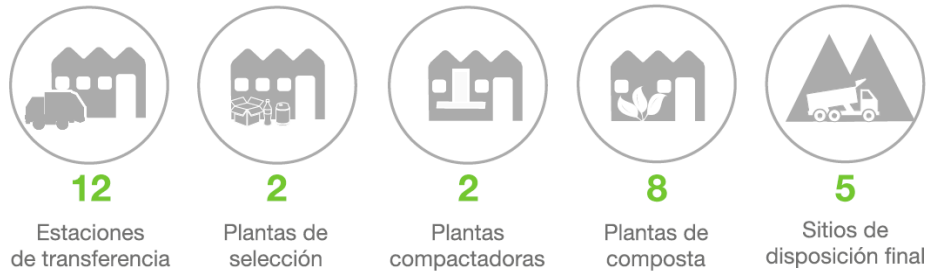 12
Estaciones
de transferencia
2
Plantas de
selección
2
Plantas
compactadoras
8
Plantas de
composta
5
Sitios de
disposición final